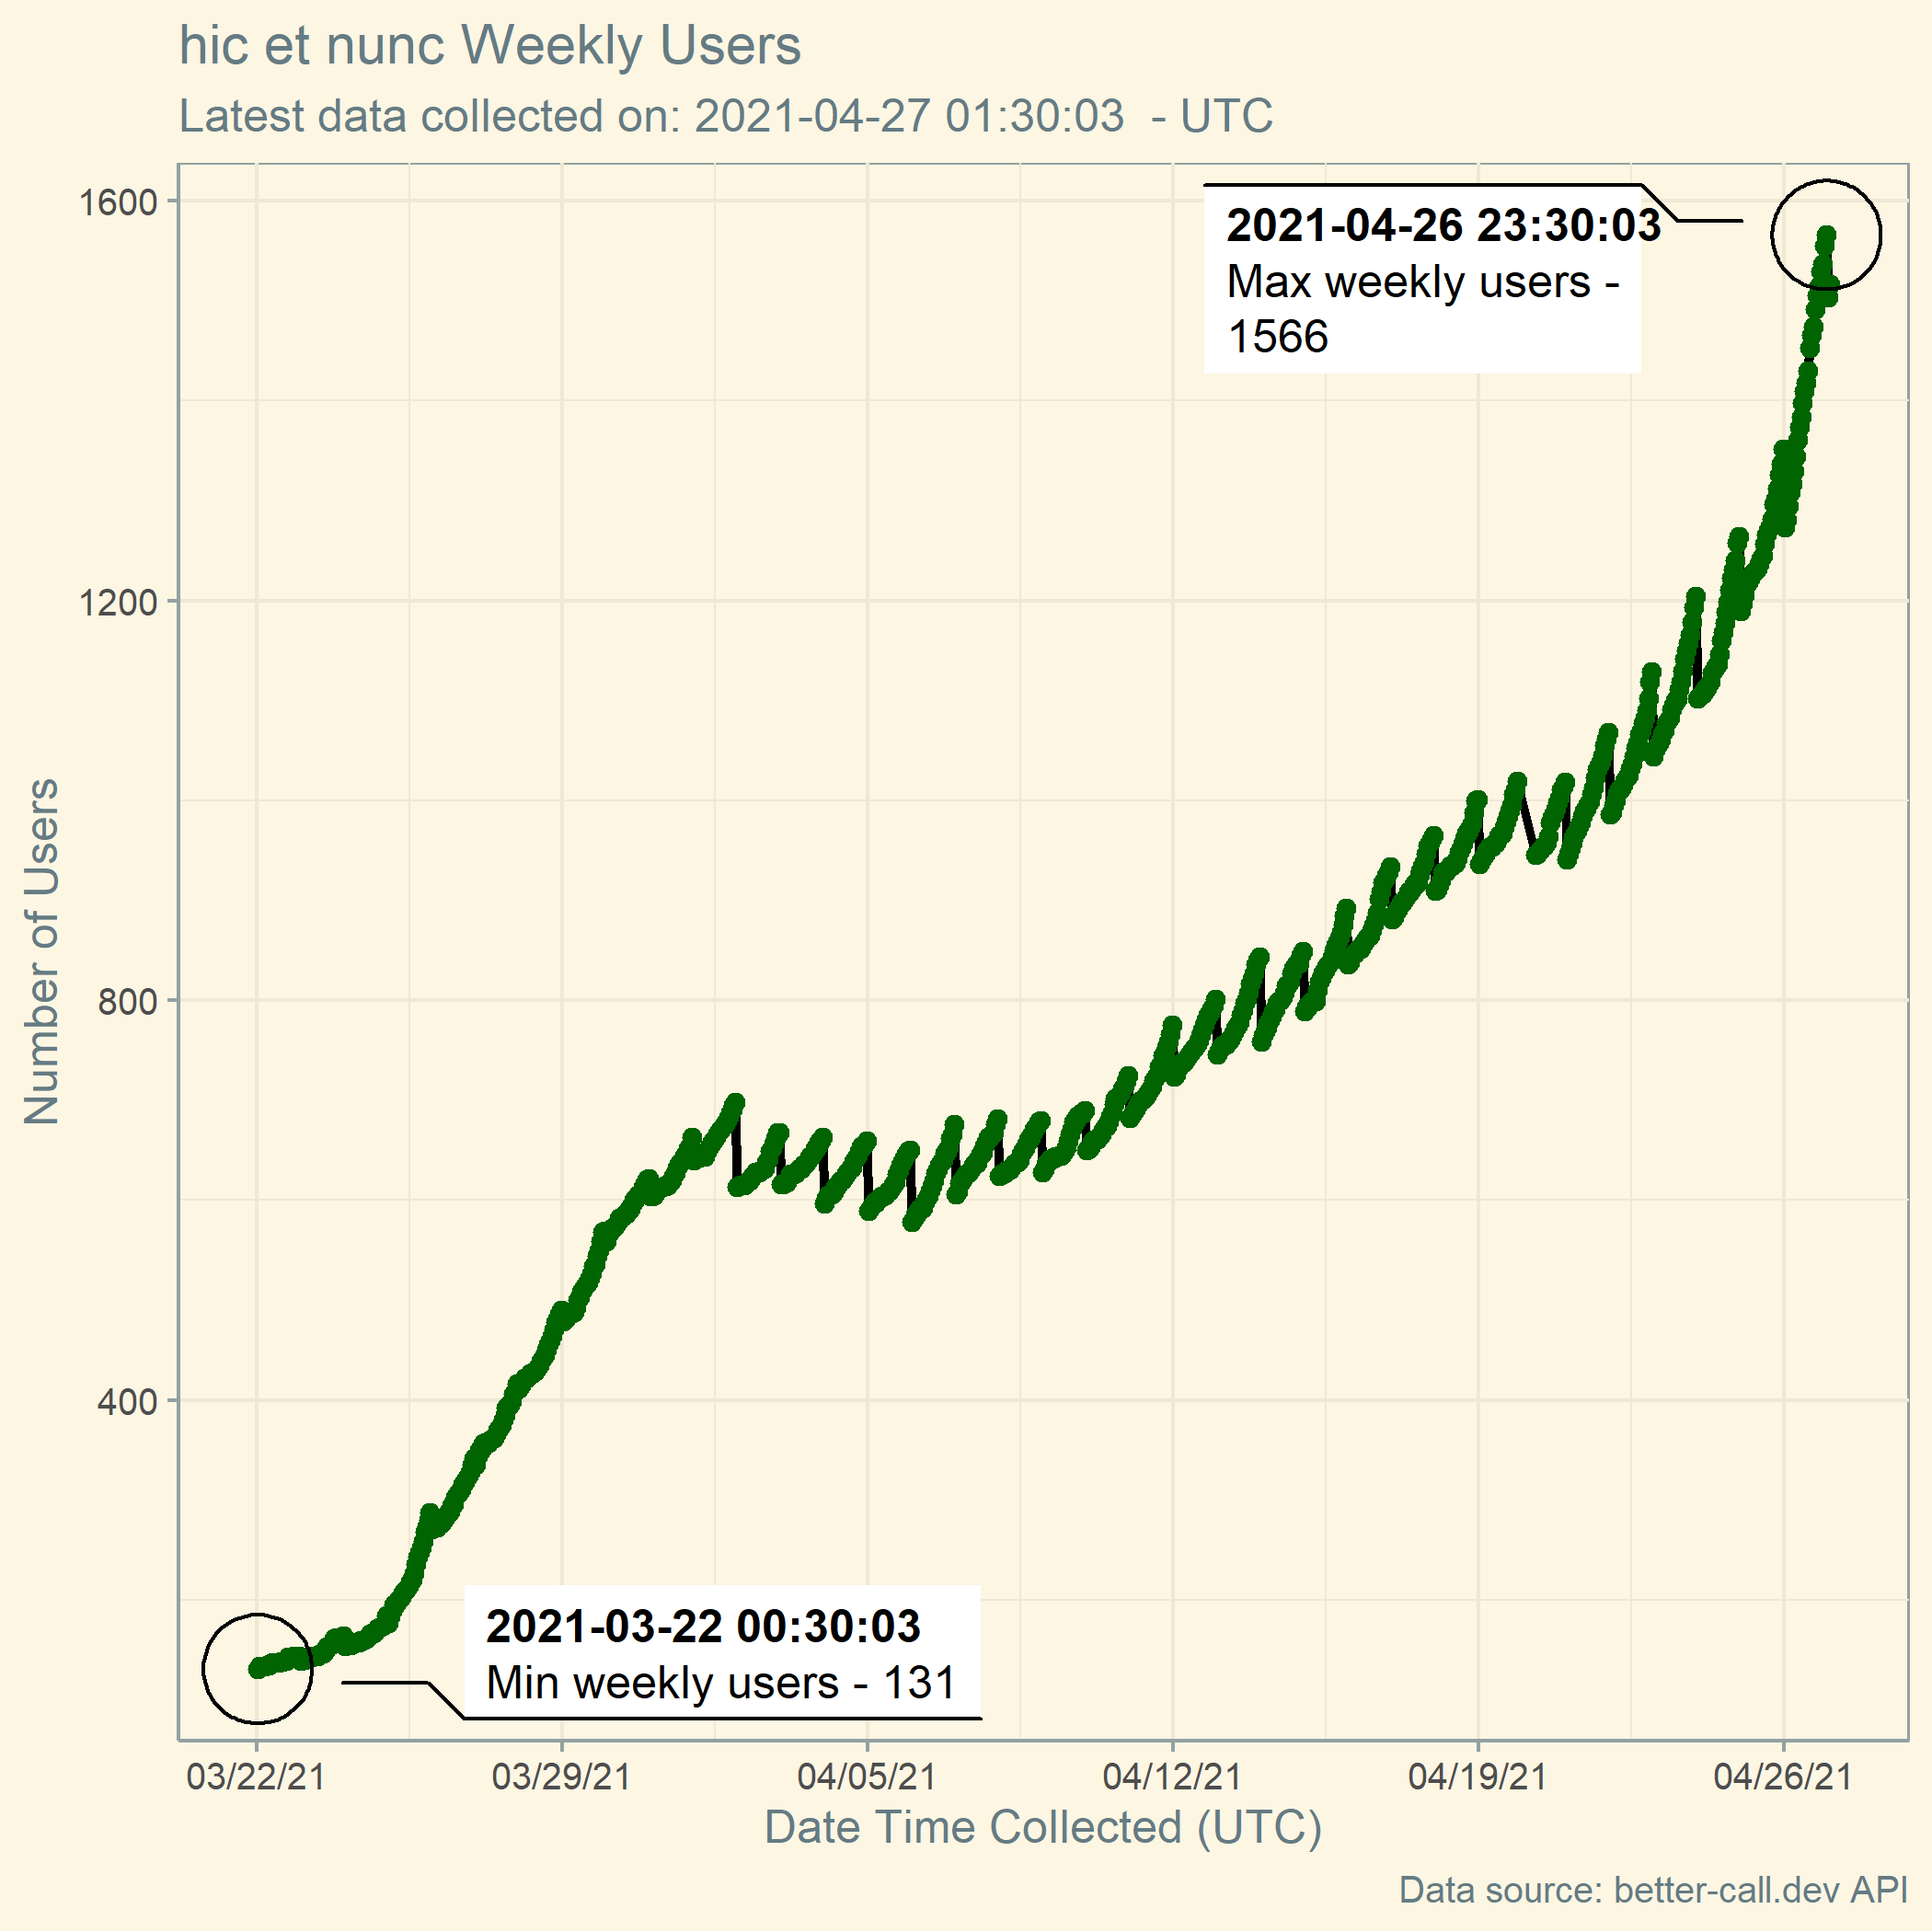 hic et nunc Weekly Users
Latest data collected on: 2021-04-27 01:30:03  - UTC
Number of Users
1600
1200
800
400
2021-04-26 23:30:03
Max weekly users -
1566
2021-03-22 00:30:03
Min weekly users - 131
03/22/21 03/29/21 04/05/21 04/12/21 04/19/21 04/26/21
Date Time Collected (UTC)
Data source: better-call.dev API